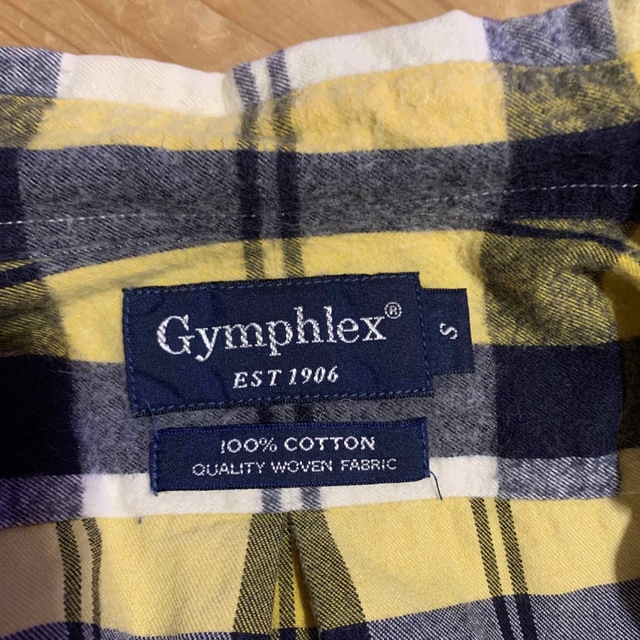 Gymphlex®
EST 1906
S
100% COTTON
QUALITY WOVEN FABRIC